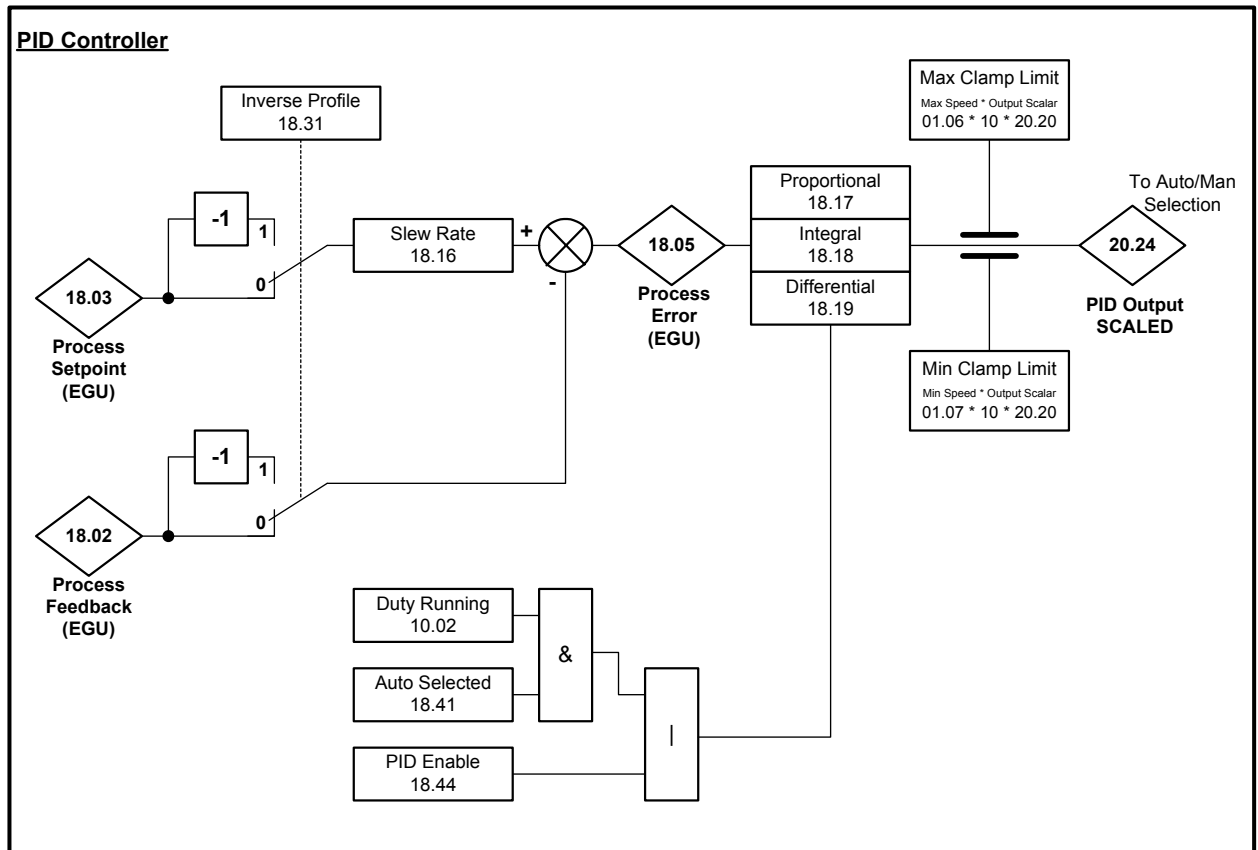 PID Controller
Inverse Profile
18.31
Max Clamp Limit
Max Speed * Output Scalar
01.06 * 10 * 20.20
-1
1
0
18.03
Process
Setpoint
(EGU)
Slew Rate
18.16
+
-
18.05
Process
Error
(EGU)
Proportional
18.17
Integral
18.18
Differential
18.19
To Auto/Man
Selection
20.24
PID Output
SCALED
Min Clamp Limit
Min Speed * Output Scalar
01.07 * 10 * 20.20
-1
1
0
18.02
Process
Feedback
(EGU)
Duty Running
10.02
&
Auto Selected
18.41
|
PID Enable
18.44